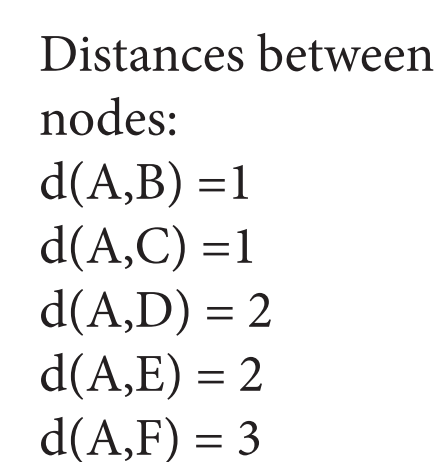 Distances between
nodes:
d(A,B) =1
d(A,C) =1
d(A,D) = 2
d(A,E) = 2
d(A,F) = 3